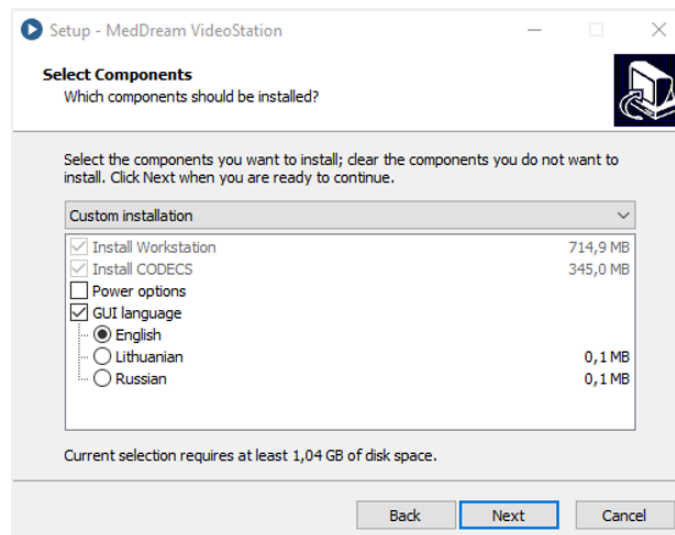 Setup - MedDream VideoStation
Select Components
Which components should be installed?
Select the components you want to install; clear the components you do not want to
install. Click Next when you are ready to continue.
Custom installation
Install Workstation 714,9 MB
Install CODECS 345,0 MB
Power options
GUI language
English
Lithuanian 0,1 MB
Russian 0,1 MB
Current selection requires at least 1,04 GB of disk space.
Back Next Cancel